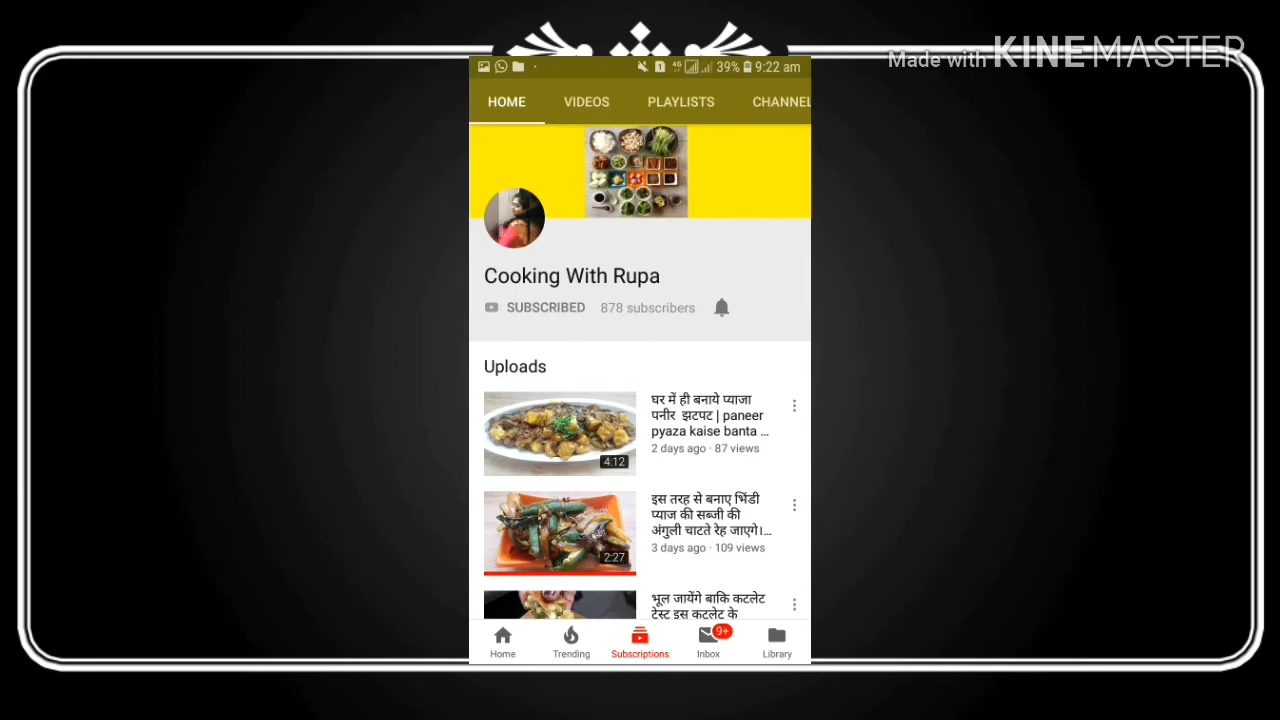 Made with KINEMASTER
39% 9:22 am
HOME VIDEOS PLAYLISTS CHANNEL
Cooking With Rupa
SUBSCRIBED 878 subscribers
Uploads
घर में ही बनाये प्याजा
पनीर झटपट | paneer
pyaza kaise banta ...
2 days ago · 87 views
4:12
इस तरह से बनाए भिंडी
प्याज की सब्जी की
अंगुली चाटते रेह जाएगे।...
3 days ago · 109 views
2:27
भूल जायेंगे बाकि कटलेट
टेस्ट इस कटलेट के
9+
Home Trending Subscriptions Inbox Library